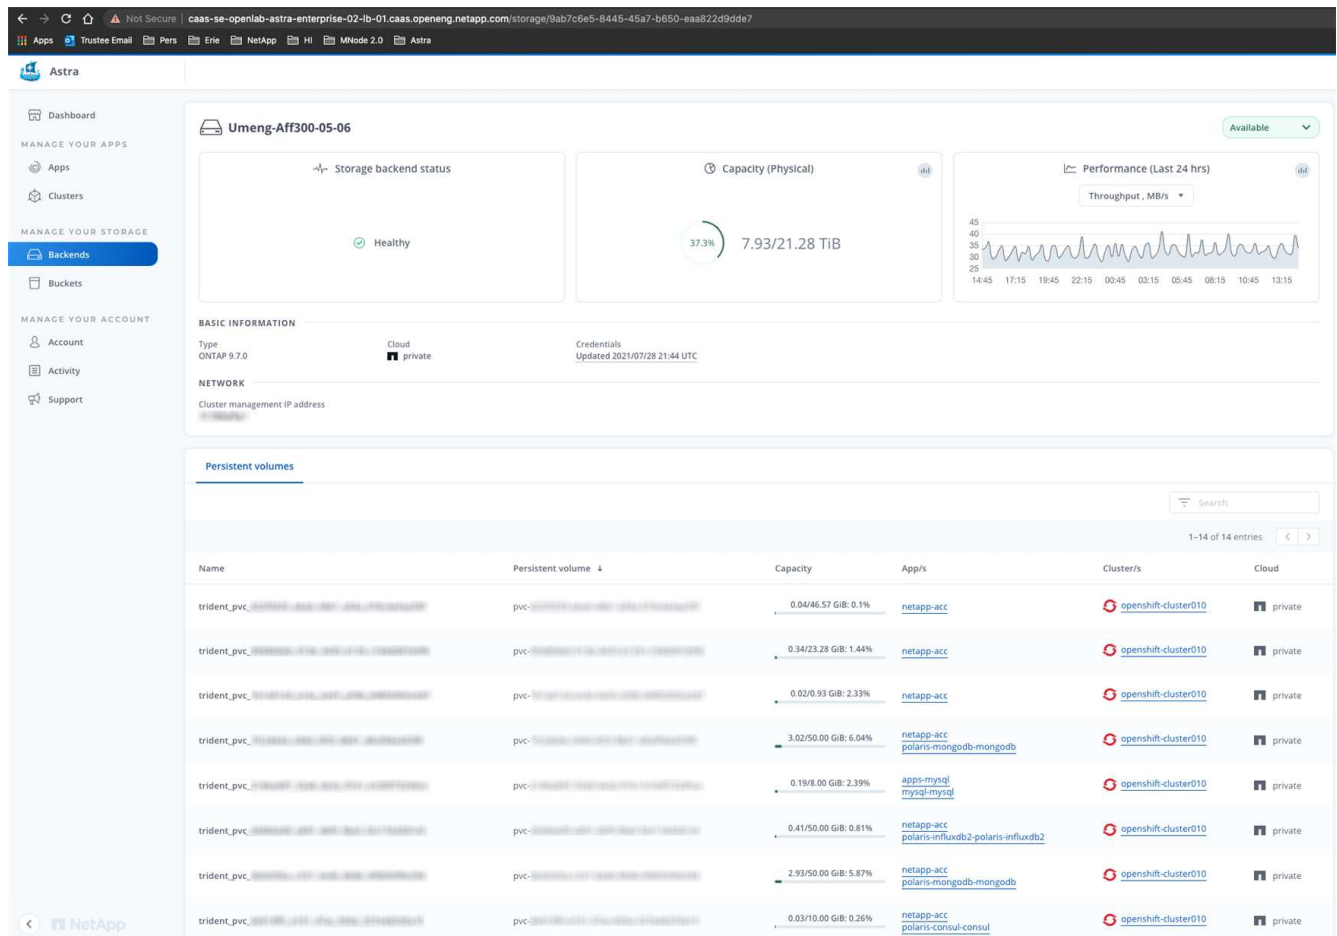 Not Secure | caas-se-openlab-astra-enterprise-02-lb-01.caas.openeng.netapp.com/storage/9ab7c6e5-8445-45a7-b650-eaa822d9dde7
Apps Trustee Email Pers Erie NetApp HI MNode 2.0 Astra
Astra
Dashboard
MANAGE YOUR APPS
Apps
Clusters
MANAGE YOUR STORAGE
Backends
Buckets
MANAGE YOUR ACCOUNT
Account
Activity
Support
NetApp
Umeng-Aff300-05-06
Available
Storage backend status
Healthy
Capacity (Physical)
37.3% 7.93/21.28 TiB
Performance (Last 24 hrs)
Throughput , MB/s
45
40
35
30
25
14:45 17:15 19:45 22:15 00:45 03:15 05:45 08:15 10:45 13:15
BASIC INFORMATION
Type Cloud Credentials
ONTAP 9.7.0 private Updated 2021/07/28 21:44 UTC
NETWORK
Cluster management IP address
Persistent volumes
Search
1–14 of 14 entries
Name Persistent volume Capacity App/s Cluster/s Cloud
trident_pvc_ pvc- 0.04/46.57 GiB: 0.1% netapp-acc openshift-cluster010 private
trident_pvc_ pvc- 0.34/23.28 GiB: 1.44% netapp-acc openshift-cluster010 private
trident_pvc_ pvc- 0.02/0.93 GiB: 2.33% netapp-acc openshift-cluster010 private
trident_pvc_ pvc- 3.02/50.00 GiB: 6.04% netapp-acc openshift-cluster010 private
polaris-mongodb-mongodb
trident_pvc_ pvc- 0.19/8.00 GiB: 2.39% apps-mysql openshift-cluster010 private
mysql-mysql
trident_pvc_ pvc- 0.41/50.00 GiB: 0.81% netapp-acc openshift-cluster010 private
polaris-influxdb2-polaris-influxdb2
trident_pvc_ pvc- 2.93/50.00 GiB: 5.87% netapp-acc openshift-cluster010 private
polaris-mongodb-mongodb
trident_pvc_ pvc- 0.03/10.00 GiB: 0.26% netapp-acc openshift-cluster010 private
polaris-consul-consul